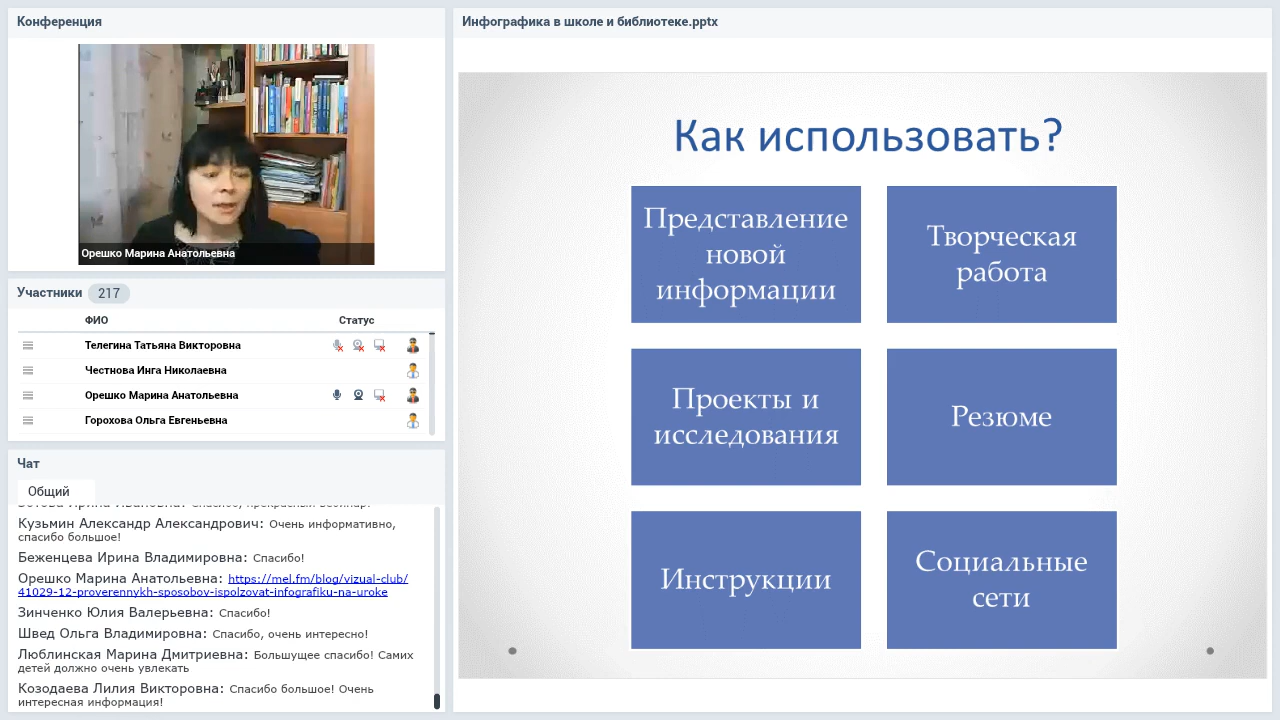 Конференция
Орешко Марина Анатольевна
Участники 217
ФИО Статус
Телегина Татьяна Викторовна
Честнова Инга Николаевна
Орешко Марина Анатольевна
Горохова Ольга Евгеньевна
Чат
Общий
Кузьмин Александр Александрович: Очень информативно,
спасибо большое!
Беженцева Ирина Владимировна: Спасибо!
Орешко Марина Анатольевна: https://mel.fm/blog/vizual-club/
41029-12-proverennykh-sposobov-ispolzovat-infografiku-na-uroke
Зинченко Юлия Валерьевна: Спасибо!
Швед Ольга Владимировна: Спасибо, очень интересно!
Люблинская Марина Дмитриевна: Большущее спасибо! Самих
детей должно очень увлекать
Козодаева Лилия Викторовна: Спасибо большое! Очень
интересная информация!
Инфографика в школе и библиотеке.pptx
Как использовать?
Представление
новой
информации
Творческая
работа
Проекты и
исследования
Резюме
Инструкции
Социальные
сети